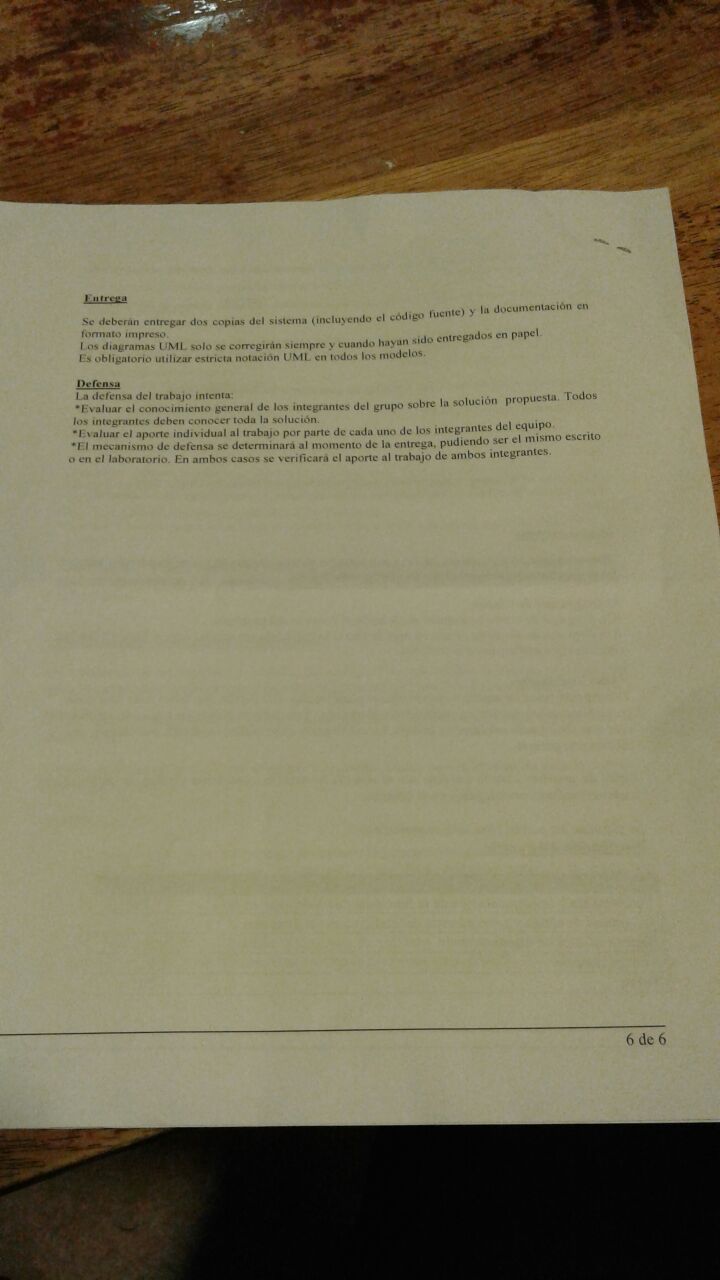 Entrega
Se deberán entregar dos copias del sistema (incluyendo el código fuente) y la documentación en
formato impreso.
Los diagramas UML solo se corregirán siempre y cuando hayan sido entregados en papel.
Es obligatorio utilizar estricta notación UML en todos los modelos.
Defensa
La defensa del trabajo intenta:
*Evaluar el conocimiento general de los integrantes del grupo sobre la solución propuesta. Todos
los integrantes deben conocer toda la solución.
*Evaluar el aporte individual al trabajo por parte de cada uno de los integrantes del equipo.
*El mecanismo de defensa se determinará al momento de la entrega, pudiendo ser el mismo escrito
o en el laboratorio. En ambos casos se verificará el aporte al trabajo de ambos integrantes.
6 de 6